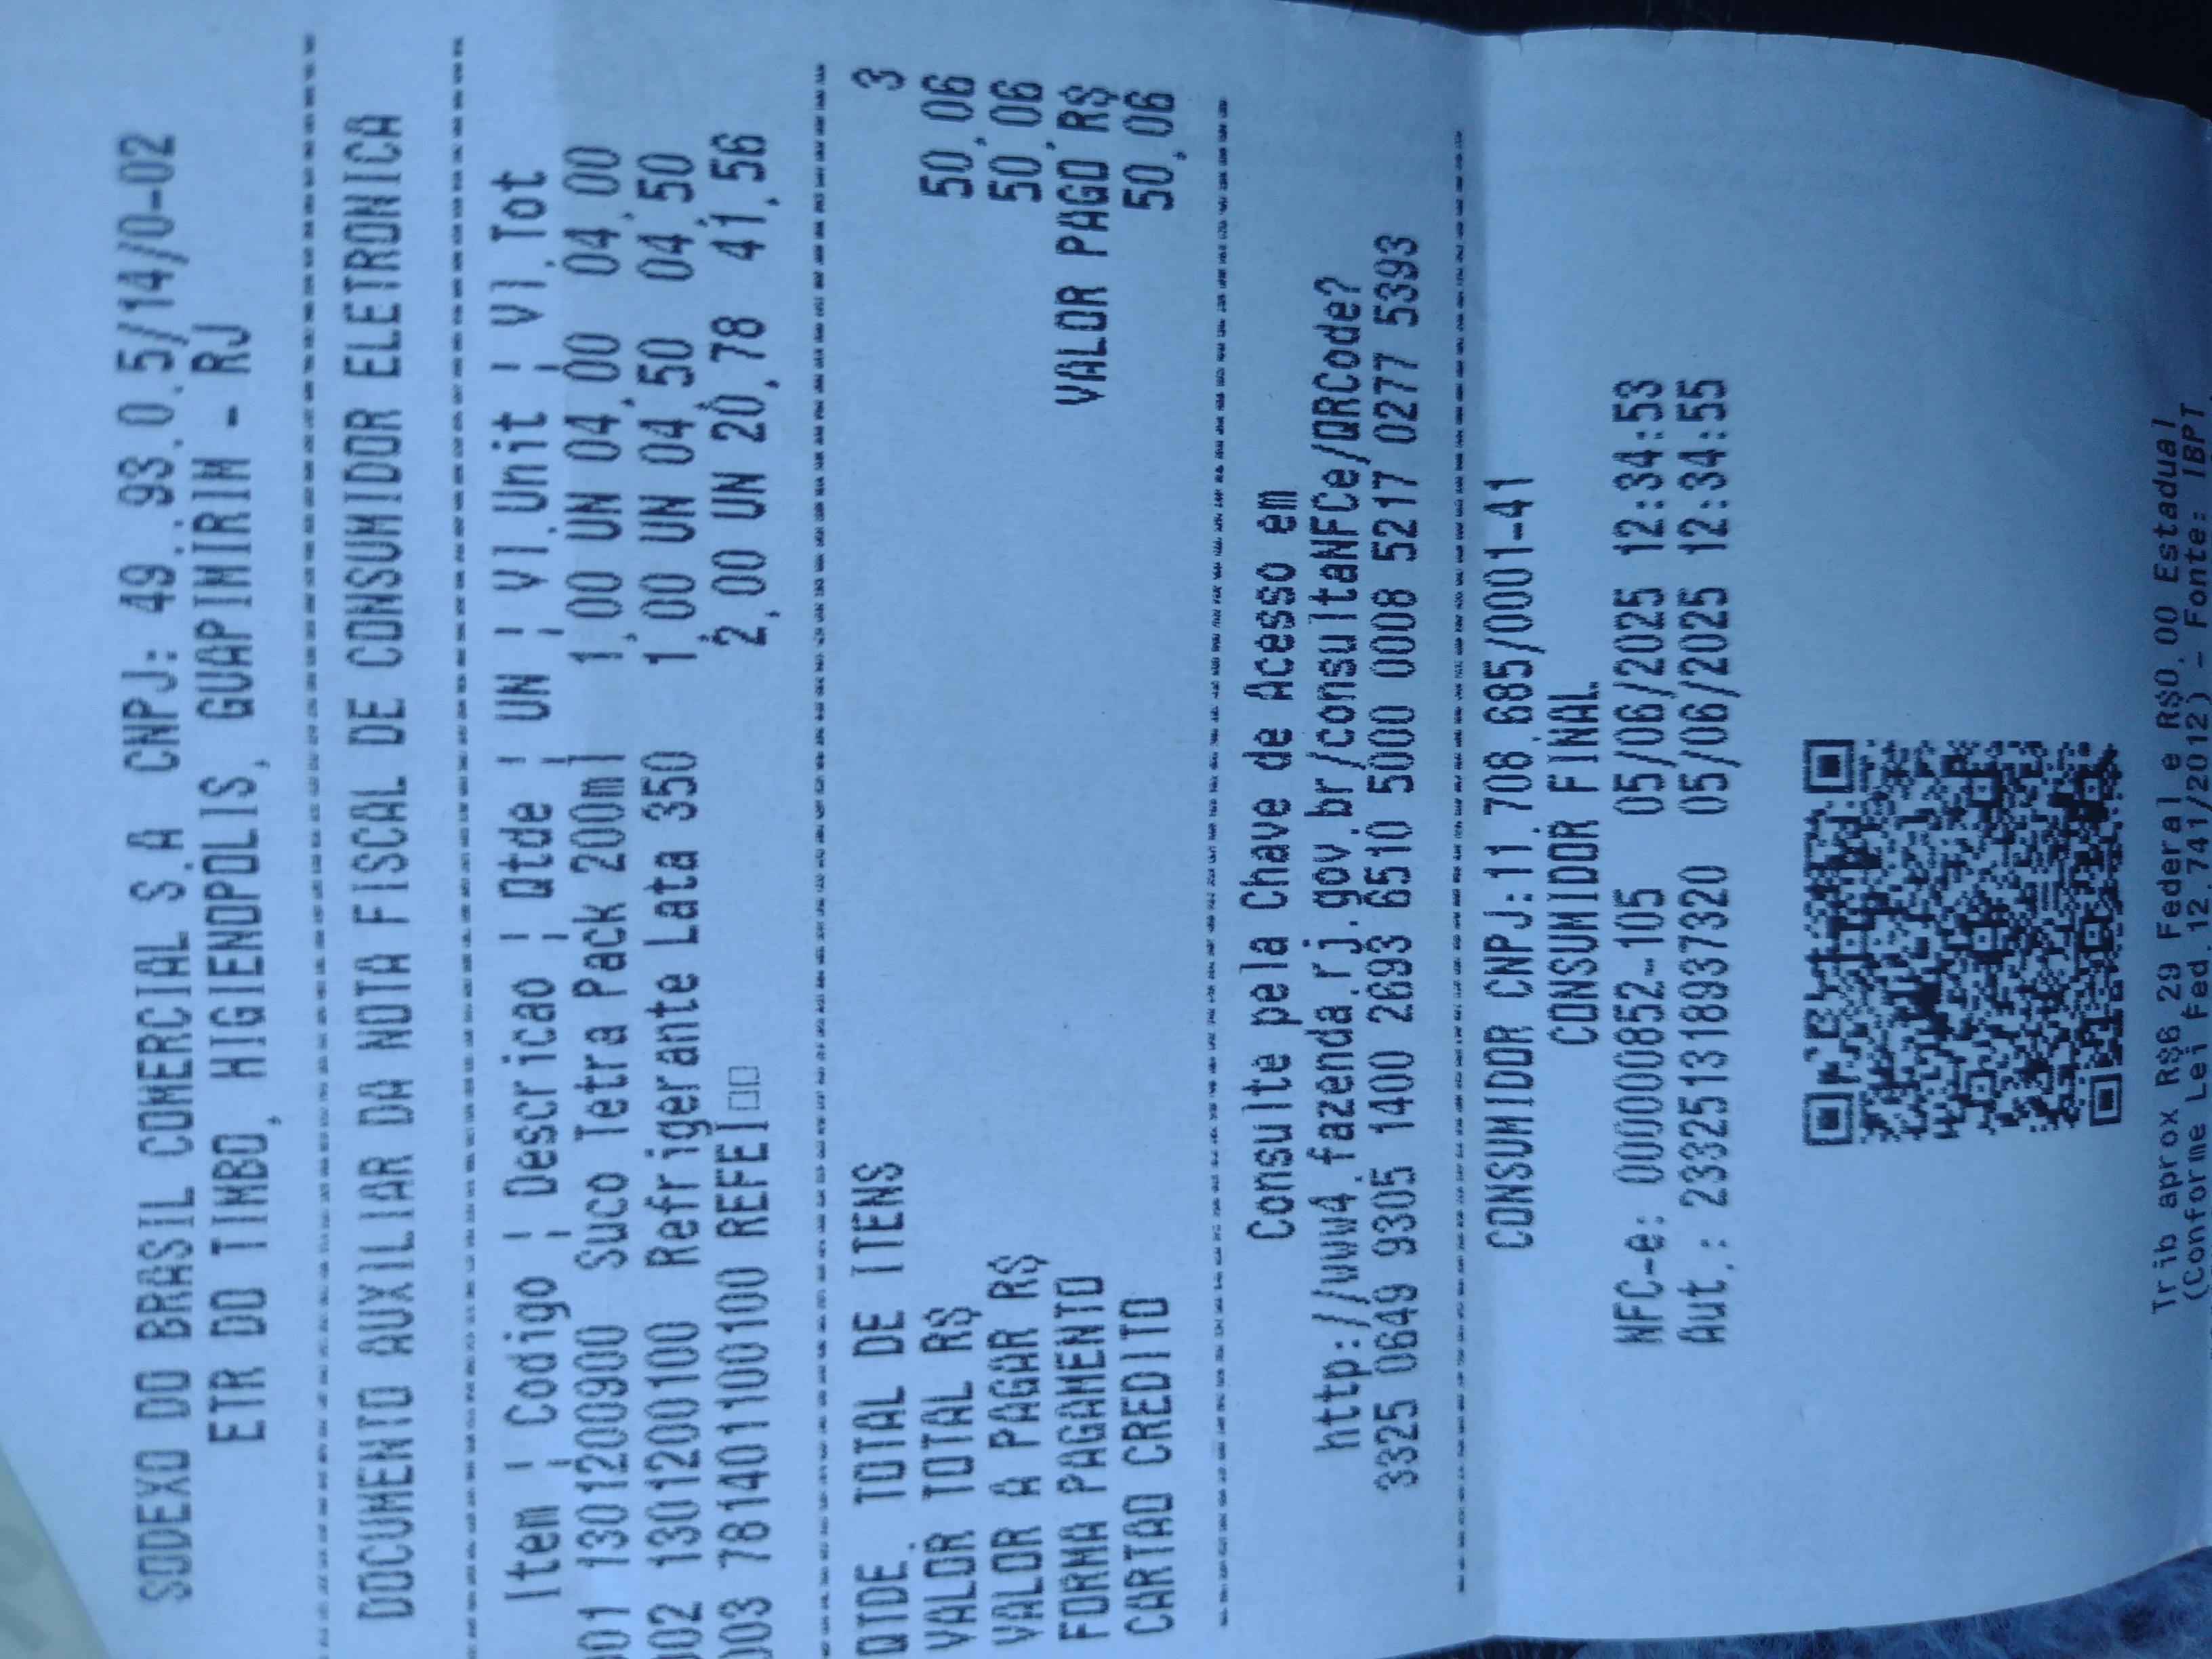 SODEXO DO BRASIL COMERCIAL S.A CNPJ: 49.93.0.5/14/0-02
ETR DO TIMBO, HIGIENOPOLIS, GUAPIMIRIM - RJ
DOCUMENTO AUXILIAR DA NOTA FISCAL DE CONSUMIDOR ELETRONICA
Item | Codigo | Descricao | Qtde | UN | Vl.Unit | Vl.Tot
001 1301200900 Suco Tetra Pack 200ml 1,00 UN 04,00 04,00
002 1301200100 Refrigerante Lata 350 1,00 UN 04,50 04,50
003 7814011100100 REFEI□□ 2,00 UN 20,78 41,56
QTDE. TOTAL DE ITENS 3
VALOR TOTAL R$ 50,06
VALOR A PAGAR R$ 50,06
FORMA PAGAMENTO VALOR PAGO R$
CARTAO CREDITO 50,06
Consulte pela Chave de Acesso em
http://www4.fazenda.rj.gov.br/consultaNFCe/QRCode?
3325 0649 9305 1400 2693 6510 5000 0008 5217 0277 5393
CONSUMIDOR CNPJ:11.708.685/0001-41
CONSUMIDOR FINAL
NFC-e: 000000852-105 05/06/2025 12:34:53
Aut.: 233251318937320 05/06/2025 12:34:55
Trib aprox R$6,29 Federal e R$0,00 Estadual
(Conforme Lei Fed 12.741/2012) - Fonte: IBPT